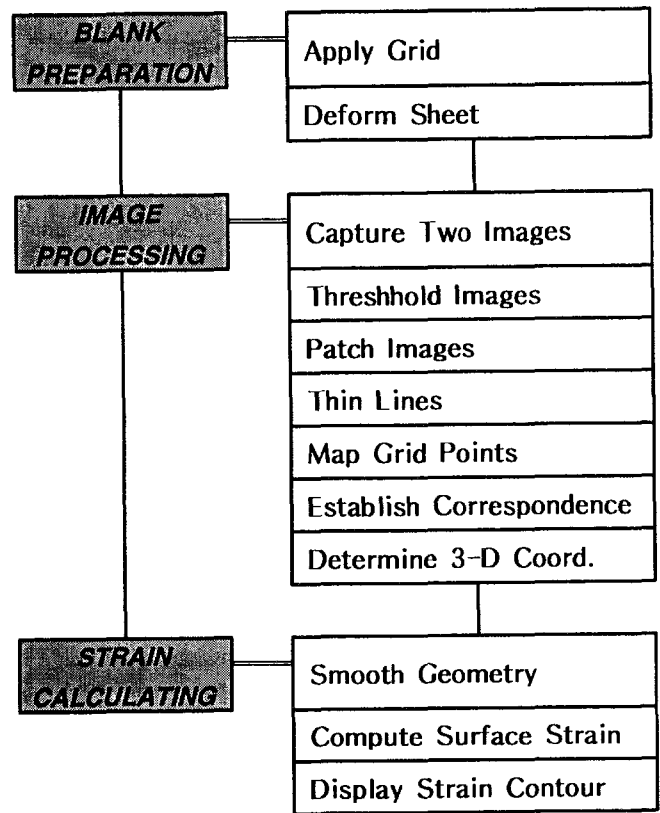 BLANK
PREPARATION
Apply Grid
Deform Sheet
IMAGE
PROCESSING
Capture Two Images
Threshhold Images
Patch Images
Thin Lines
Map Grid Points
Establish Correspondence
Determine 3-D Coord.
STRAIN
CALCULATING
Smooth Geometry
Compute Surface Strain
Display Strain Contour